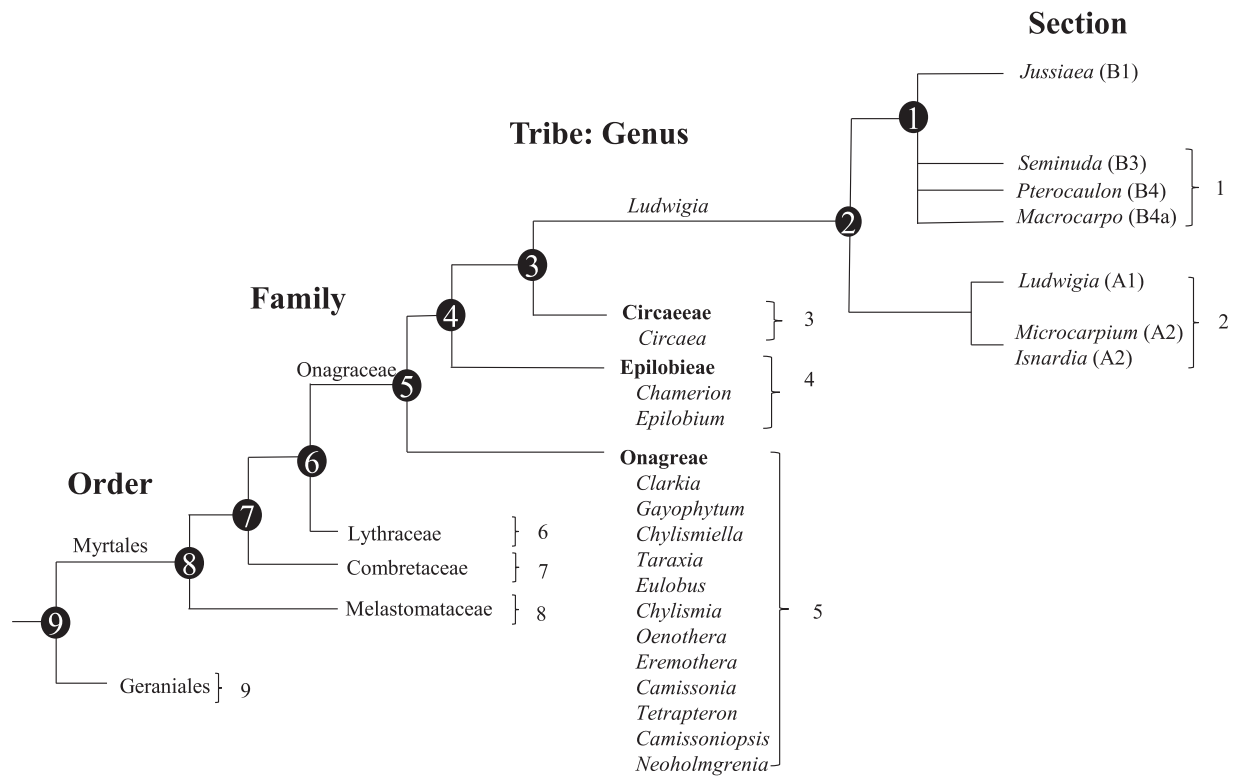 Section
Jussiaea (B1)
1
Tribe: Genus
Seminuda (B3)
Pterocaulon (B4)
1
Macrocarpo (B4a)
Ludwigia
2
3
Ludwigia (A1)
Family
4
Circaeeae
3
Circaea
2
Microcarpium (A2)
Isnardia (A2)
Onagraceae
5
Epilobieae
4
Chamerion
Epilobium
6
Onagreae
Order
Clarkia
Gayophytum
7
Lythraceae
6
Chylismiella
Myrtales
8
Combretaceae
7
Taraxia
Eulobus
Melastomataceae
8
Chylismia
5
9
Oenothera
Eremothera
Geraniales
9
Camissonia
Tetrapteron
Camissoniopsis
Neoholmgrenia